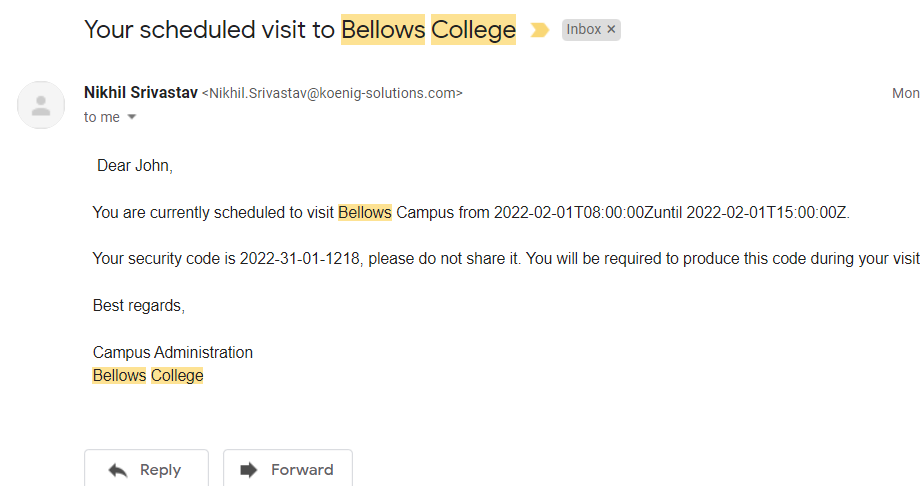 Your scheduled visit to Bellows College Inbox ×
Nikhil Srivastav <Nikhil.Srivastav@koenig-solutions.com> Mon
to me
Dear John,
You are currently scheduled to visit Bellows Campus from 2022-02-01T08:00:00Zuntil 2022-02-01T15:00:00Z.
Your security code is 2022-31-01-1218, please do not share it. You will be required to produce this code during your visit
Best regards,
Campus Administration
Bellows College
Reply Forward